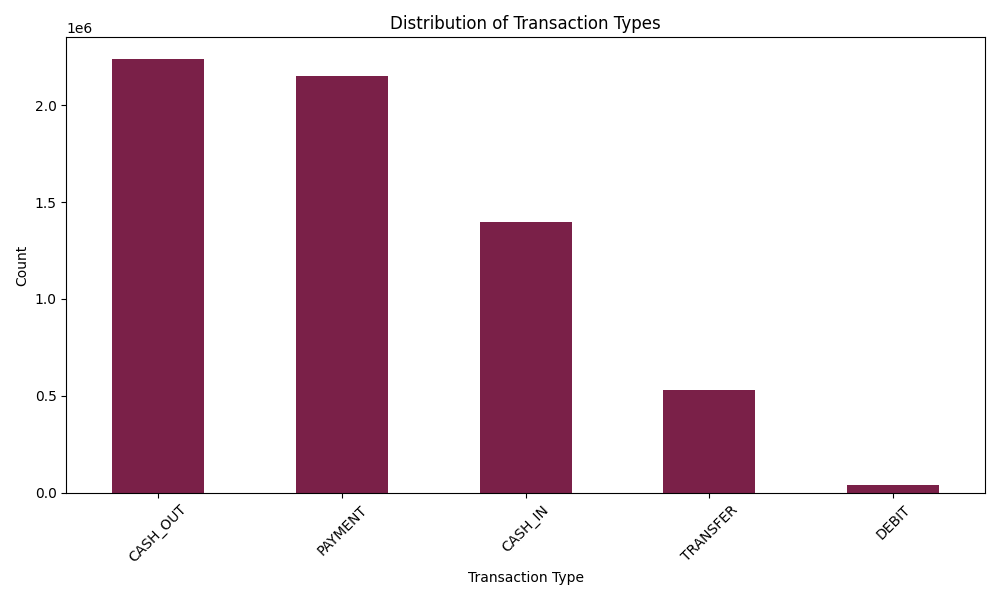 Distribution of Transaction Types
1e6
2.0
1.5
1.0
0.5
0.0
Count
CASH_OUT
PAYMENT
CASH_IN
TRANSFER
DEBIT
Transaction Type